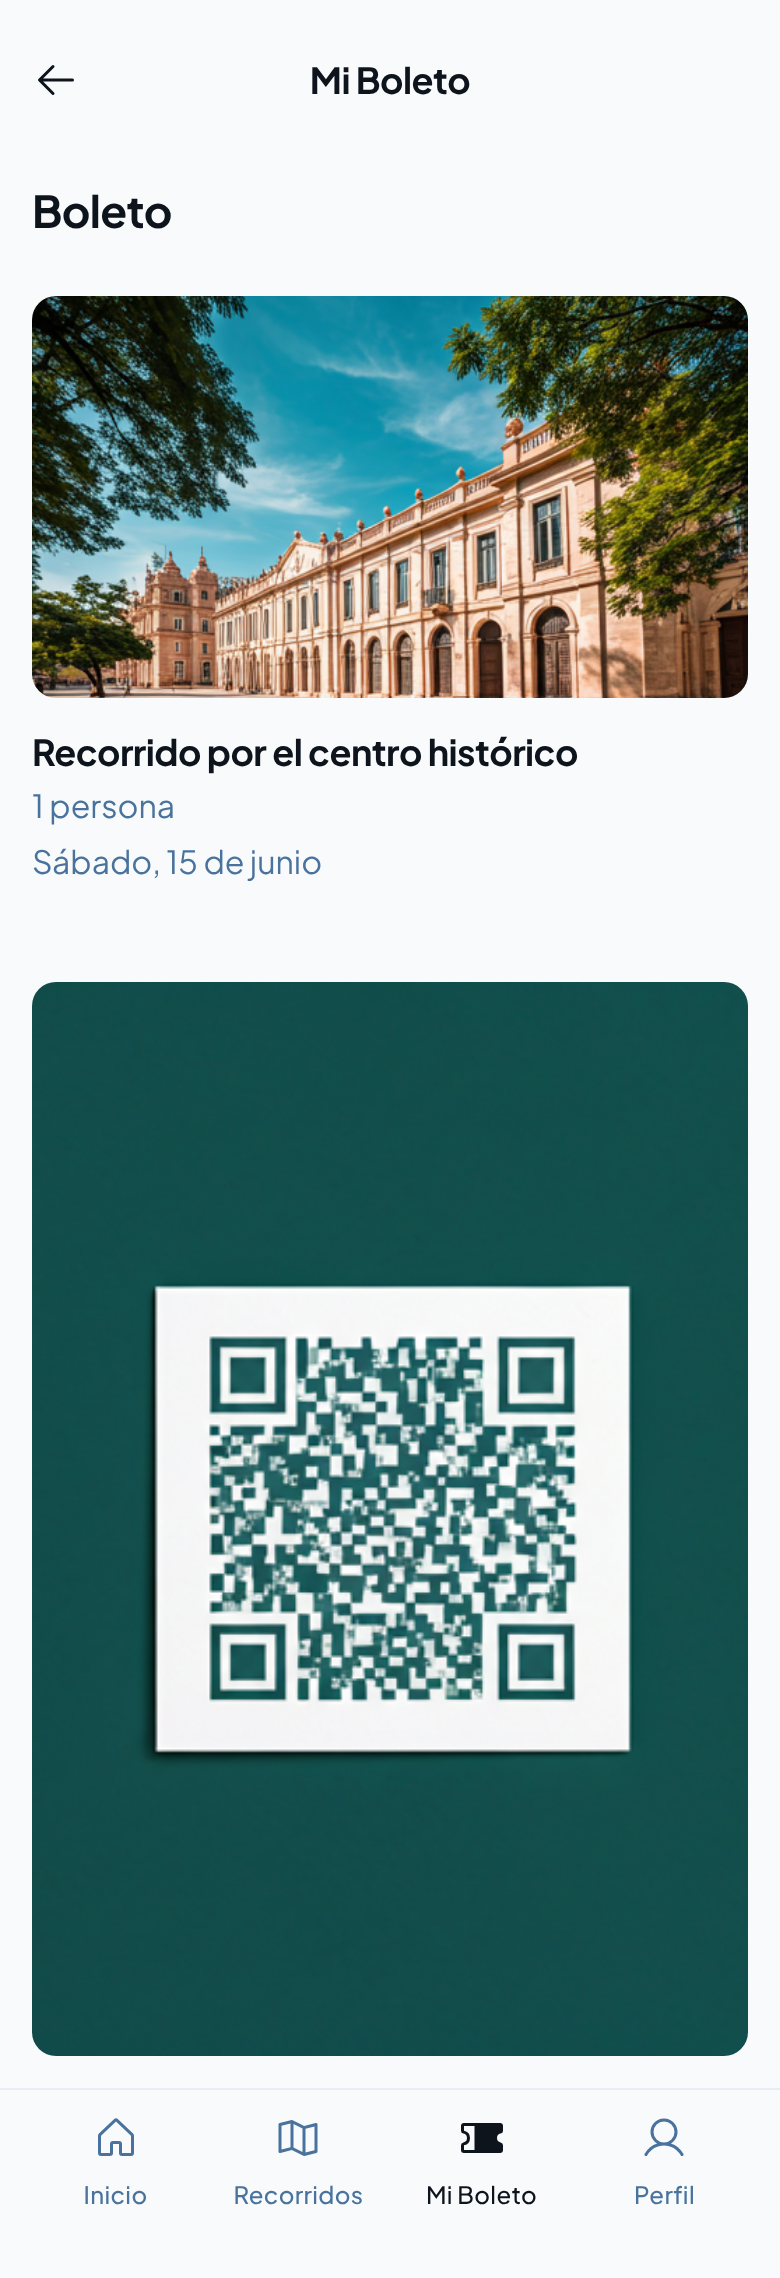 Mi Boleto
Boleto
Recorrido por el centro histórico
1 persona
Sábado, 15 de junio
Inicio
Recorridos
Mi Boleto
Perfil